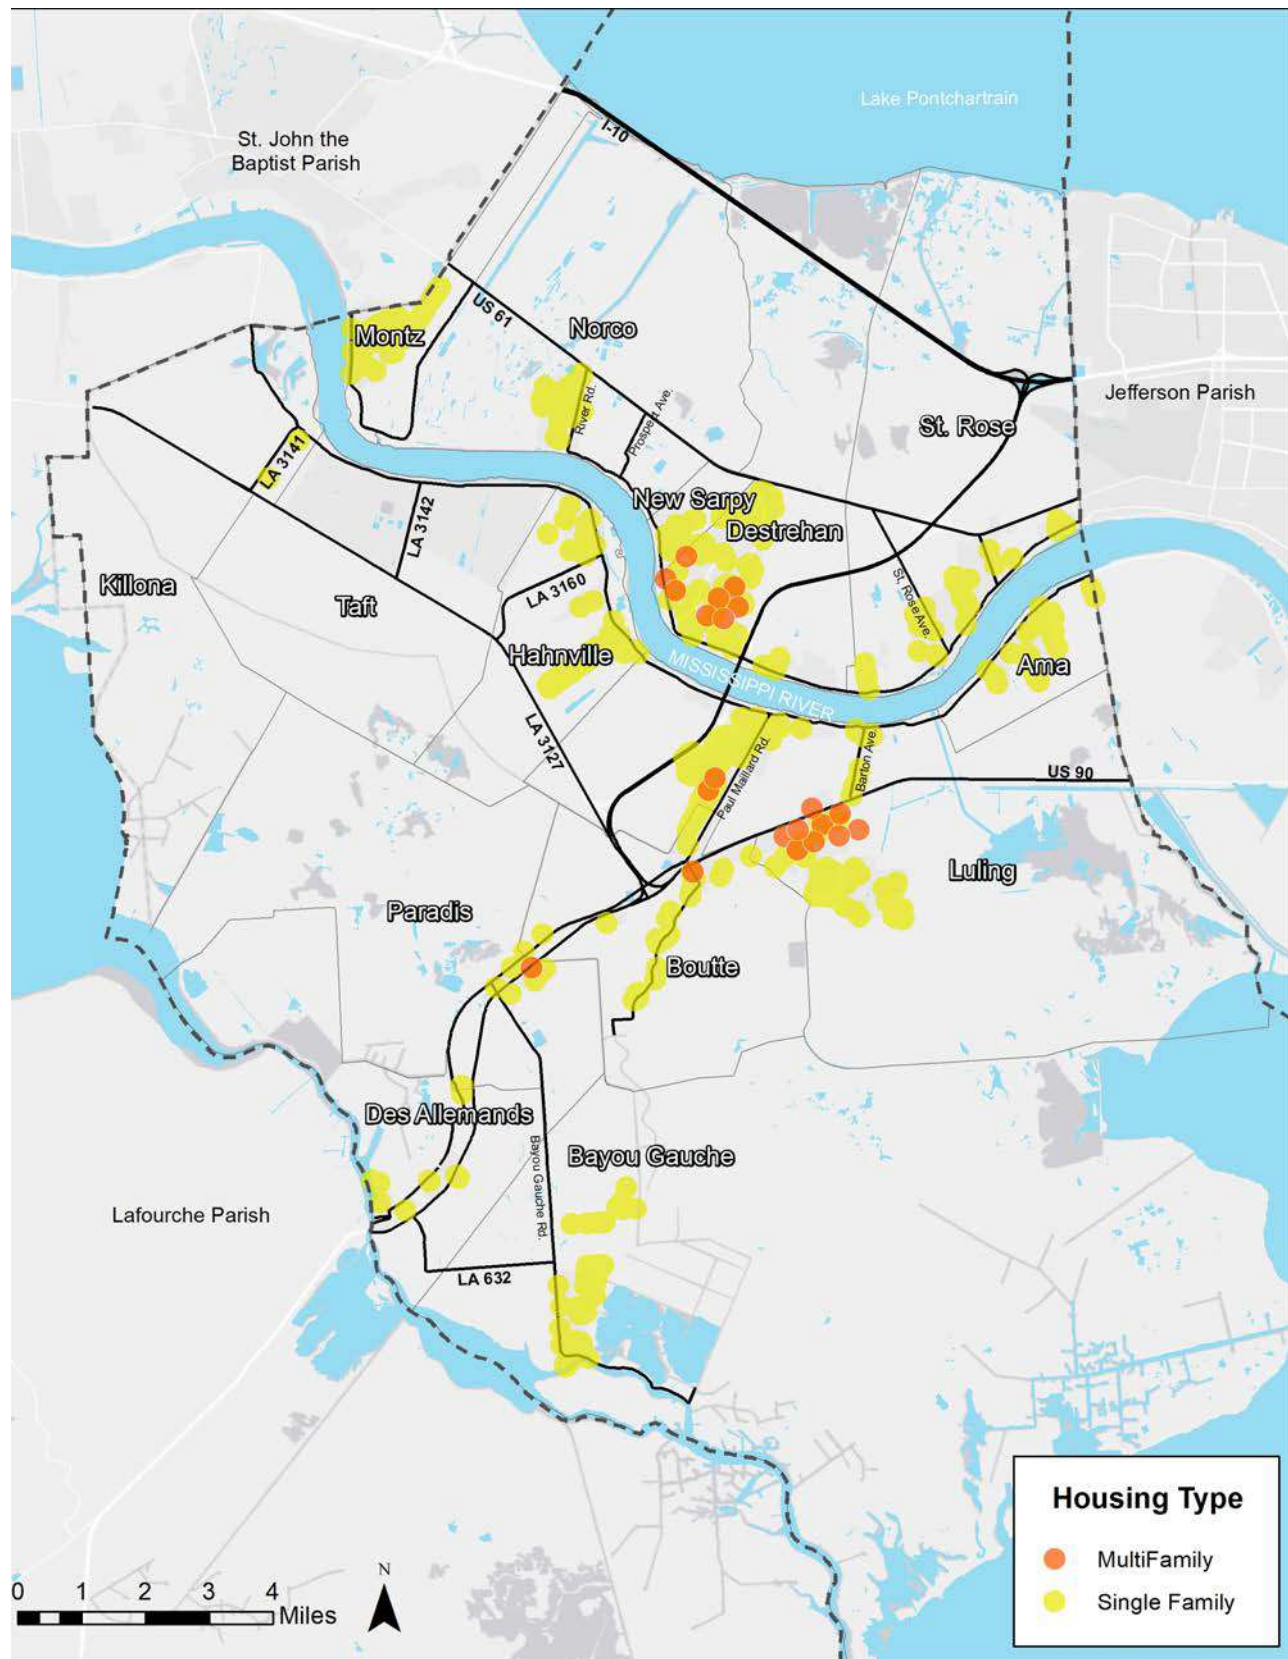 Lake Pontchartrain
I-10
St. John the
Baptist Parish
US 61
Norco
Montz
Jefferson Parish
River Rd.
Prospect Ave.
St. Rose
LA 3141
LA 3142
New Sarpy
Destrehan
Killona
Taft
LA 3160
St. Rose Ave.
Hahnville
MISSISSIPPI RIVER
Ama
LA 3127
Paul Maillard Rd.
Barton Ave.
US 90
Luling
Paradis
Boutte
Des Allemands
Bayou Gauche Rd.
Bayou Gauche
Lafourche Parish
LA 632
Housing Type
MultiFamily
Single Family
0 1 2 3 4
Miles
N